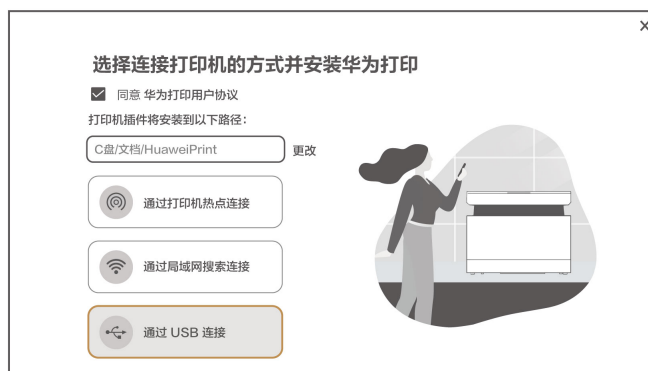 选择连接打印机的方式并安装华为打印
同意 华为打印用户协议
打印机插件将安装到以下路径：
C盘/文档/HuaweiPrint 更改
通过打印机热点连接
通过局域网搜索连接
通过 USB 连接